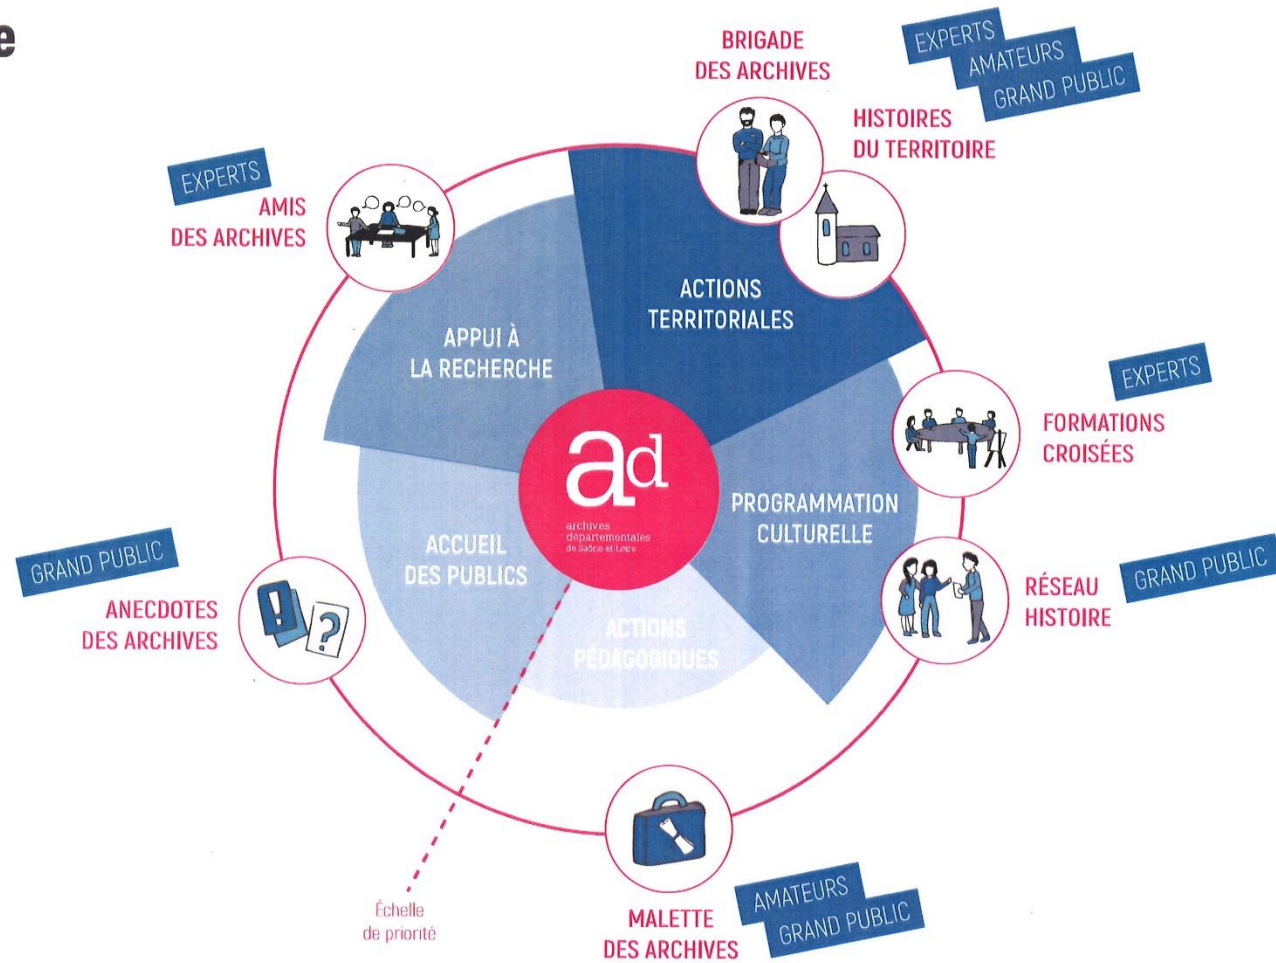 e
BRIGADE
DES ARCHIVES
EXPERTS
AMATEURS
GRAND PUBLIC
HISTOIRES
DU TERRITOIRE
EXPERTS
AMIS
DES ARCHIVES
ACTIONS
TERRITORIALES
APPUI À
LA RECHERCHE
EXPERTS
FORMATIONS
CROISÉES
ad
archives
départementales
de Saône-et-Loire
PROGRAMMATION
CULTURELLE
ACCUEIL
DES PUBLICS
GRAND PUBLIC
ANECDOTES
DES ARCHIVES
! ?
RÉSEAU
HISTOIRE
GRAND PUBLIC
ACTIONS
PÉDAGOGIQUES
Échelle
de priorité
MALETTE
DES ARCHIVES
AMATEURS
GRAND PUBLIC